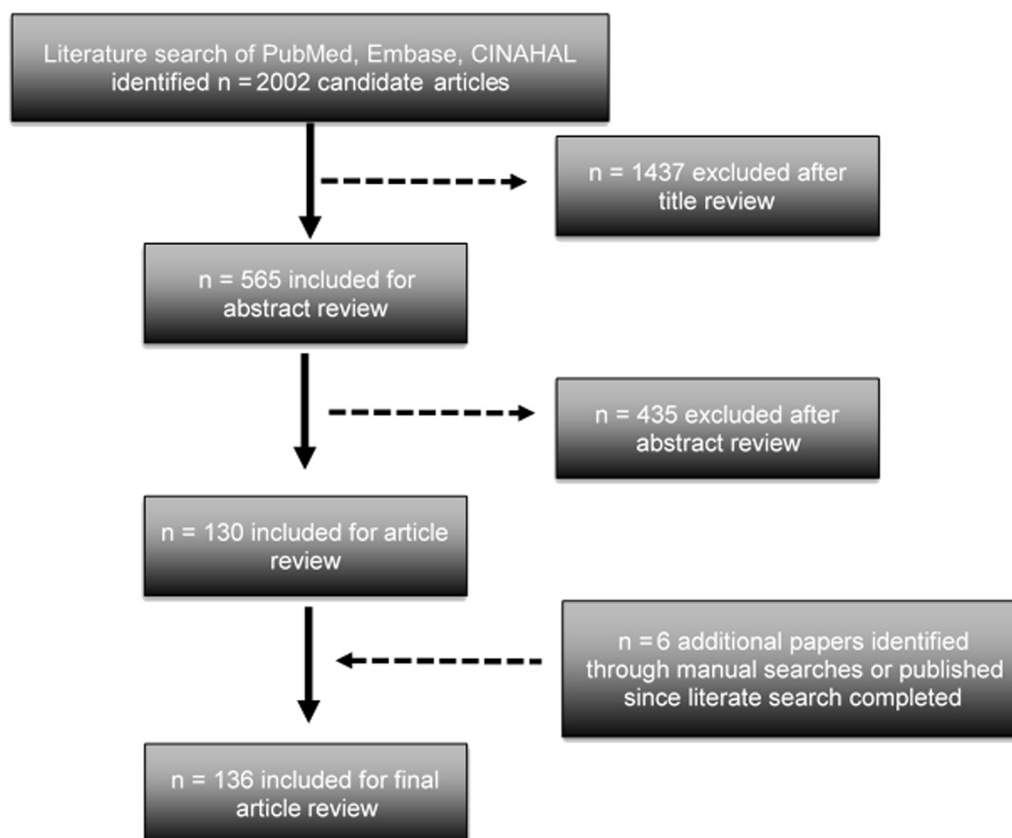 Literature search of PubMed, Embase, CINAHAL
identified n = 2002 candidate articles
n = 1437 excluded after
title review
n = 565 included for
abstract review
n = 435 excluded after
abstract review
n = 130 included for article
review
n = 6 additional papers identified
through manual searches or published
since literate search completed
n = 136 included for final
article review